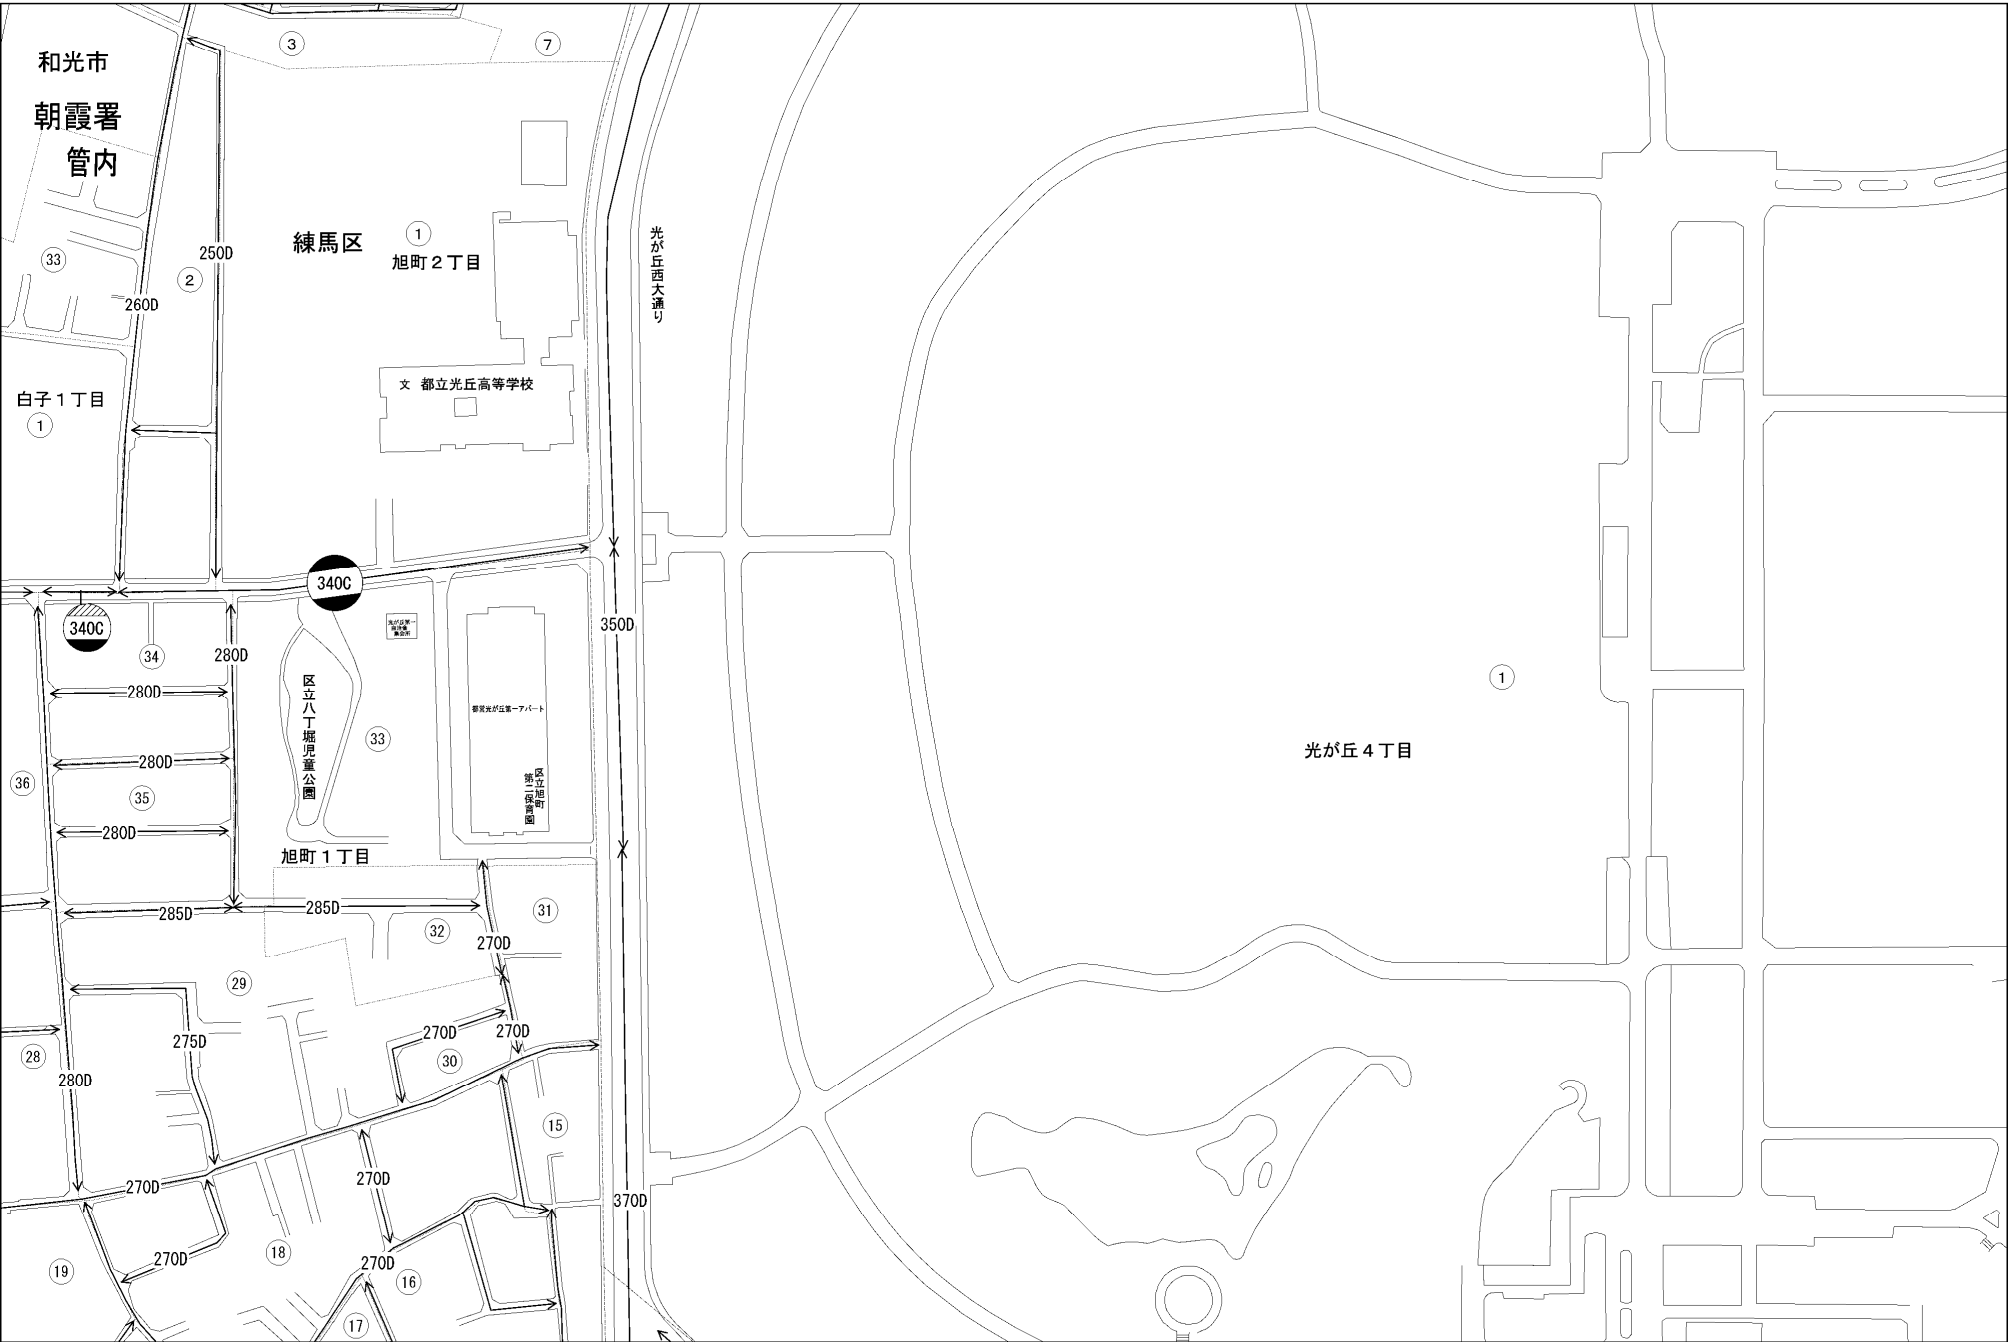 ③
⑦
和光市
朝霞署
管内
練馬区
①
旭町２丁目
光が丘西大通り
250D
②
㉝
260D
文 都立光丘高等学校
白子１丁目
①
340C
340C
350D
㉞
280D
280D
区立八丁堀児童公園
都営光が丘第一アパート
㉝
280D
㊱
㉟
区立旭町
第二保育園
280D
旭町１丁目
①
光が丘４丁目
285D
285D
㉛
㉜
270D
㉙
275D
270D
270D
㉘
㉚
280D
⑮
270D
270D
370D
270D
⑱
270D
⑲
⑯
⑰